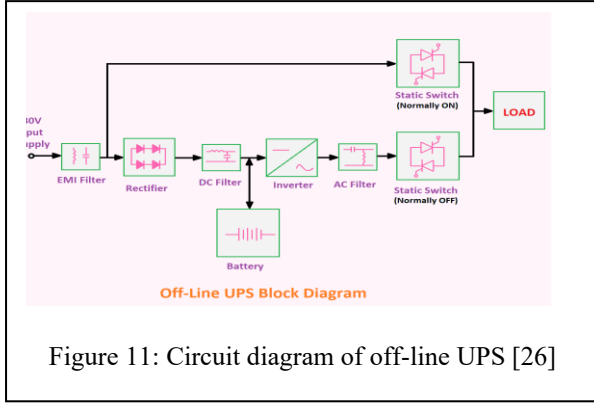 Static Switch
(Normally ON)
LOAD
30V
put
upply
EMI Filter
Rectifier
DC Filter
Inverter
AC Filter
Static Switch
(Normally OFF)
Battery
Off-Line UPS Block Diagram
Figure 11: Circuit diagram of off-line UPS [26]